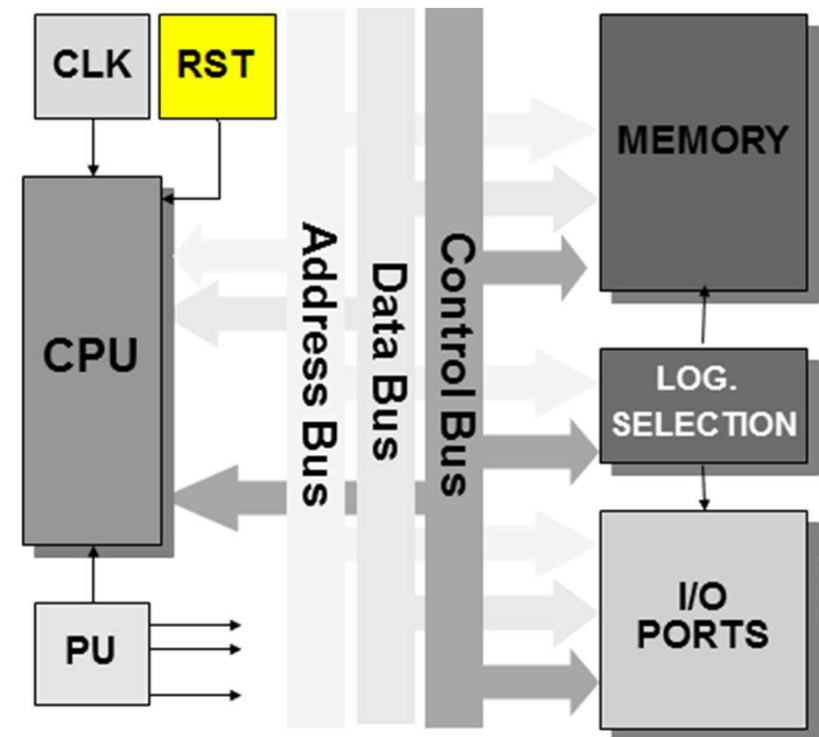 CLK
RST
MEMORY
Address Bus
Data Bus
Control Bus
CPU
LOG.
SELECTION
PU
I/O
PORTS